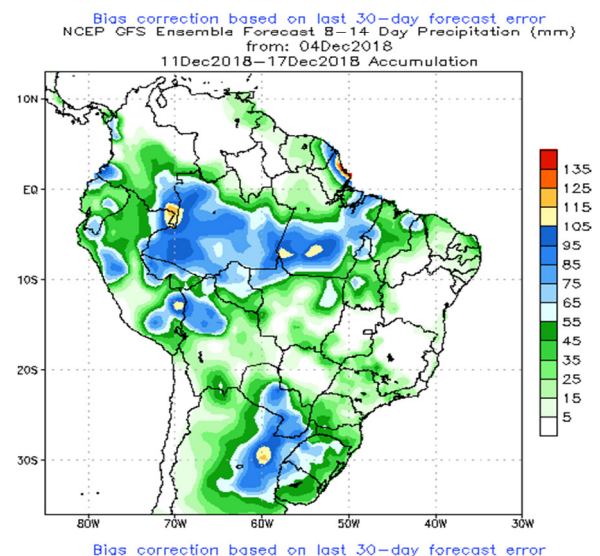 Bias correction based on last 30-day forecast error
NCEP GFS Ensemble Forecast 8-14 Day Precipitation (mm)
from: 04Dec2018
11Dec2018-17Dec2018 Accumulation
10N
EQ
10S
20S
30S
80W
70W
60W
50W
40W
30W
135
125
115
105
95
85
75
65
55
45
35
25
15
5
Bias correction based on last 30-day forecast error